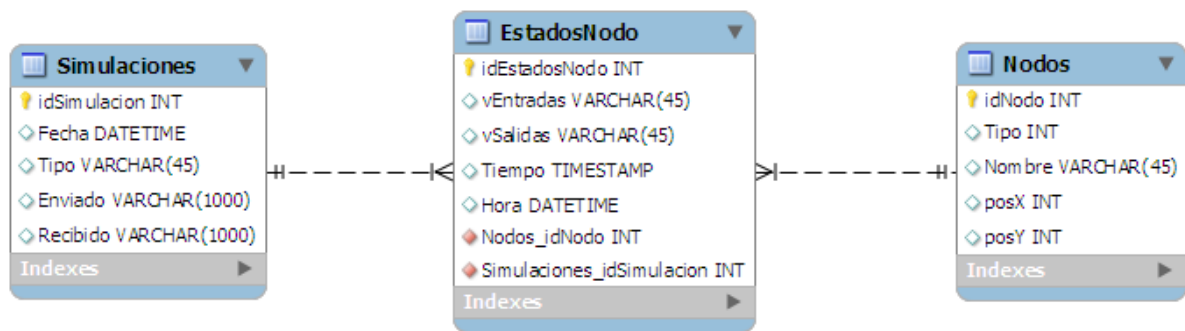 Simulaciones
idSimulacion INT
Fecha DATETIME
Tipo VARCHAR(45)
Enviado VARCHAR(1000)
Recibido VARCHAR(1000)
Indexes
EstadosNodo
idEstadosNodo INT
vEntradas VARCHAR(45)
vSalidas VARCHAR(45)
Tiempo TIMESTAMP
Hora DATETIME
Nodos_idNodo INT
Simulaciones_idSimulacion INT
Indexes
Nodos
idNodo INT
Tipo INT
Nombre VARCHAR(45)
posX INT
posY INT
Indexes